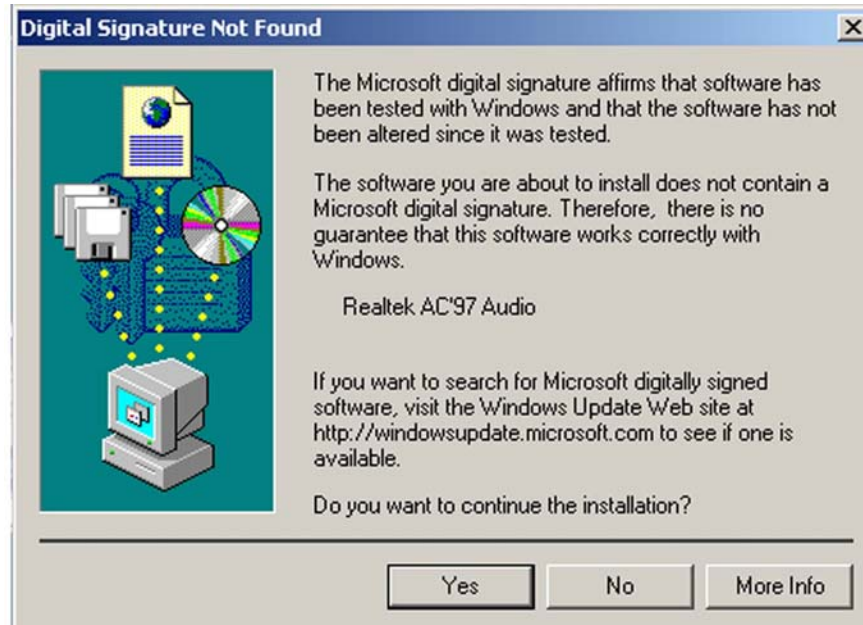 Digital Signature Not Found
The Microsoft digital signature affirms that software has
been tested with Windows and that the software has not
been altered since it was tested.
The software you are about to install does not contain a
Microsoft digital signature. Therefore,  there is no
guarantee that this software works correctly with
Windows.
Realtek AC'97 Audio
If you want to search for Microsoft digitally signed
software, visit the Windows Update Web site at
http://windowsupdate.microsoft.com to see if one is
available.
Do you want to continue the installation?
Yes
No
More Info